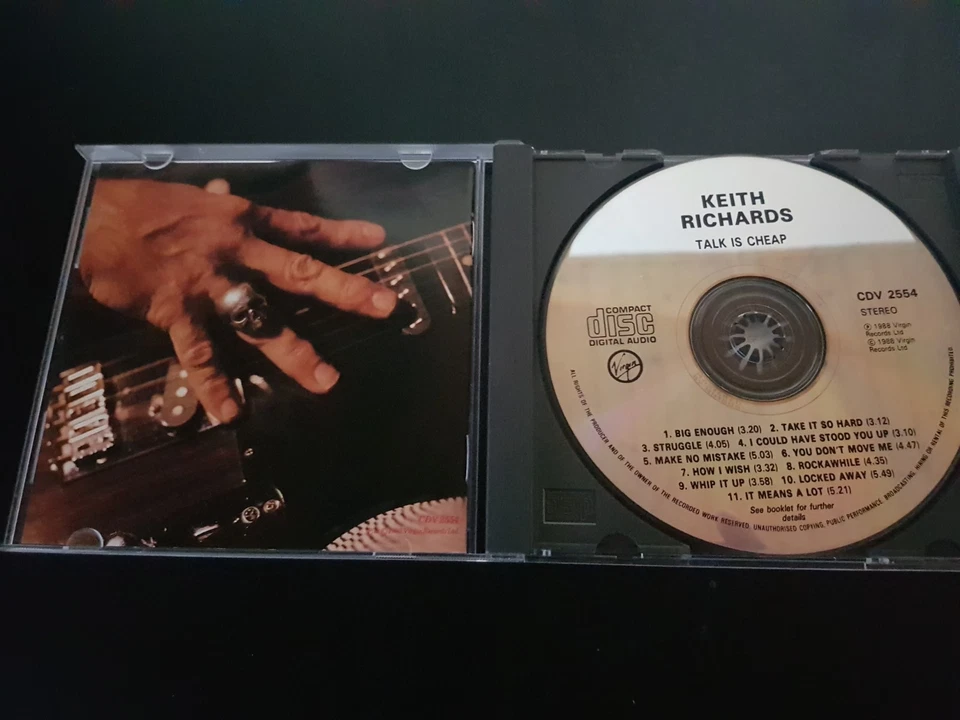 KEITH
RICHARDS
TALK IS CHEAP
COMPACT
disc
DIGITAL AUDIO
Virgin
CDV 2554
STEREO
℗ 1988 Virgin
Records Ltd
© 1988 Virgin
Records Ltd
1. BIG ENOUGH (3.20) 2. TAKE IT SO HARD (3.12)
3. STRUGGLE (4.05) 4. I COULD HAVE STOOD YOU UP (3.10)
5. MAKE NO MISTAKE (5.03) 6. YOU DON'T MOVE ME (4.47)
7. HOW I WISH (3.32) 8. ROCKAWHILE (4.35)
9. WHIP IT UP (3.58) 10. LOCKED AWAY (5.49)
11. IT MEANS A LOT (5.21)
See booklet for further
details
ALL RIGHTS OF THE PRODUCER AND OF THE OWNER OF THE RECORDED WORK RESERVED. UNAUTHORISED COPYING, PUBLIC PERFORMANCE, BROADCASTING, HIRING OR RENTAL OF THIS RECORDING PROHIBITED
CDV 2554